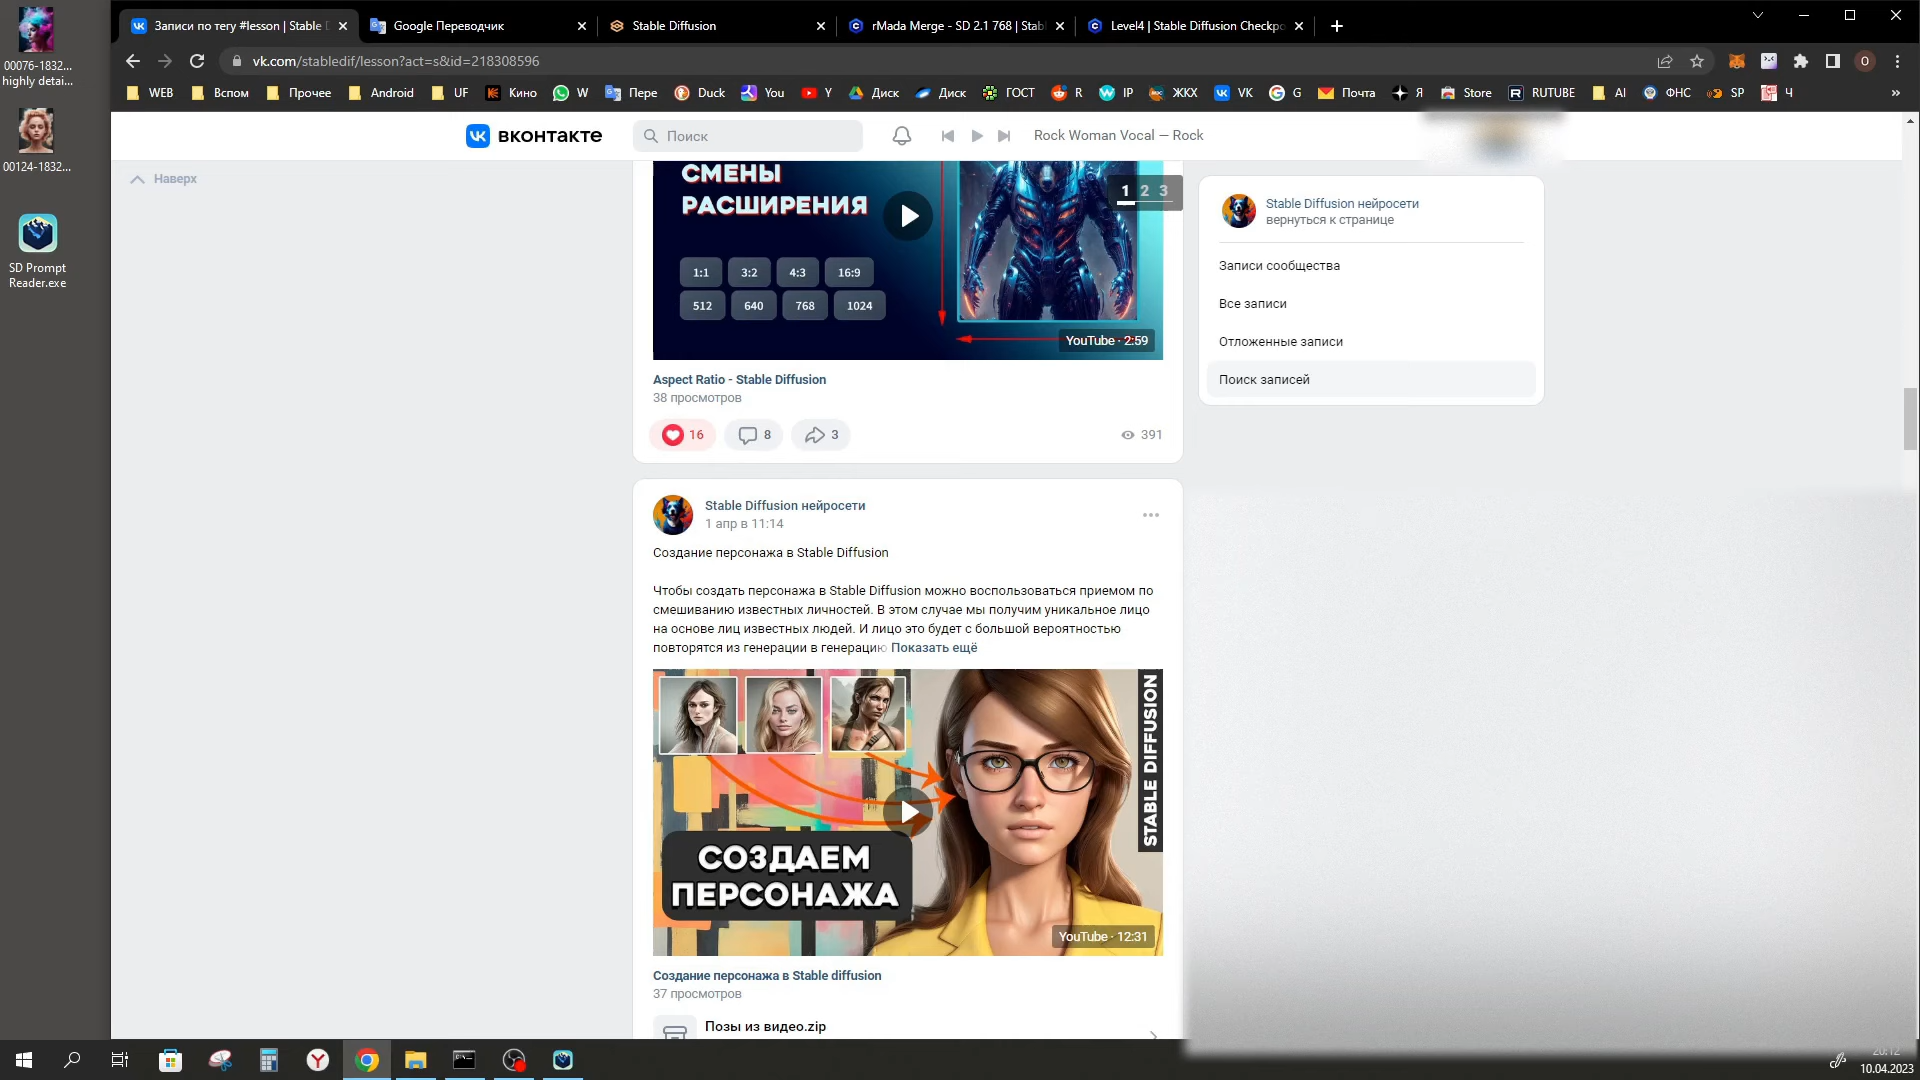 00076-1832...
highly detai...
00124-1832...
SD Prompt
Reader.exe
Записи по тегу #lesson | Stable D
Google Переводчик
Stable Diffusion
rMada Merge - SD 2.1 768 | Stabl
Level4 | Stable Diffusion Checkpo
vk.com/stabledif/lesson?act=s&id=218308596
O
WEB
Вспом
Прочее
Android
UF
Кино
W
Пере
Duck
You
Y
Диск
Диск
ГОСТ
R
IP
ЖКХ
VK
G
Почта
Я
Store
RUTUBE
AI
ФНС
SP
Ч
»
вконтакте
Поиск
Rock Woman Vocal — Rock
Наверх
СМЕНЫ
РАСШИРЕНИЯ
1 2 3
1:1 3:2 4:3 16:9
512 640 768 1024
YouTube · 2:59
Aspect Ratio - Stable Diffusion
38 просмотров
16 8 3 391
Stable Diffusion нейросети
вернуться к странице
Записи сообщества
Все записи
Отложенные записи
Поиск записей
Stable Diffusion нейросети
1 апр в 11:14
Создание персонажа в Stable Diffusion
Чтобы создать персонажа в Stable Diffusion можно воспользоваться приемом по
смешиванию известных личностей. В этом случае мы получим уникальное лицо
на основе лиц известных людей. И лицо это будет с большой вероятностью
повторятся из генерации в генерацию Показать ещё
STABLE DIFFUSION
СОЗДАЕМ
ПЕРСОНАЖА
YouTube · 12:31
Создание персонажа в Stable diffusion
37 просмотров
Позы из видео.zip
20:12
10.04.2023